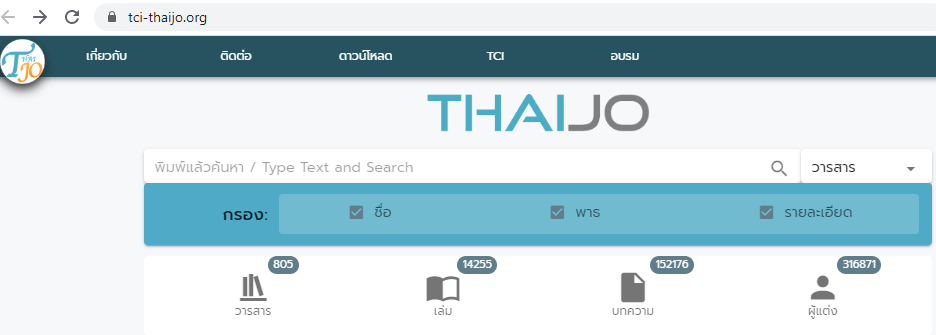 tci-thaijo.org
THAI JO เกี่ยวกับ ติดต่อ ดาวน์โหลด TCI อบรม
THAIJO
พิมพ์แล้วค้นหา / Type Text and Search วารสาร
กรอง: ชื่อ พาธ รายละเอียด
805 14255 152176 316871
วารสาร เล่ม บทความ ผู้แต่ง